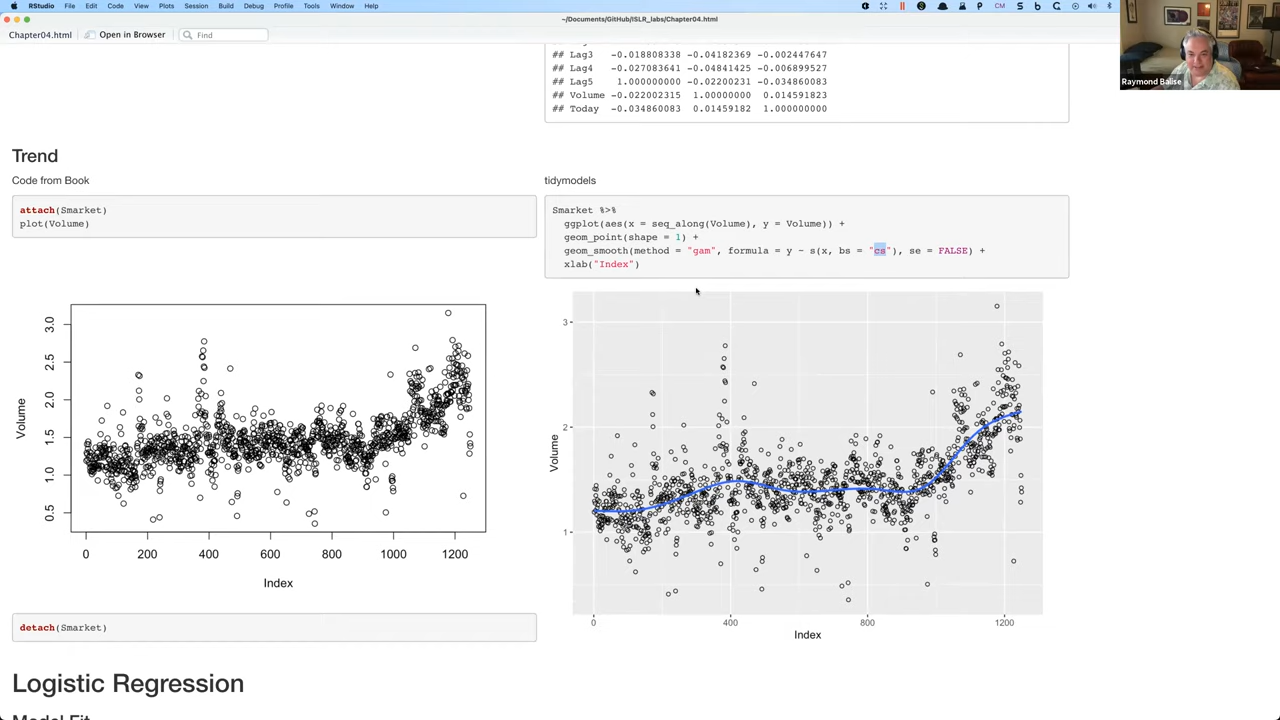 RStudio File Edit Code View Plots Session Build Debug Profile Tools Window Help
~/Documents/GitHub/ISLR_labs/Chapter04.html
Chapter04.html Open in Browser Find
Raymond Balise
## Lag3 -0.018808338 -0.04182369 -0.002447647
## Lag4 -0.027083641 -0.04841425 -0.006899527
## Lag5 1.000000000 -0.02200231 -0.034860083
## Volume -0.022002315 1.00000000 0.014591823
## Today -0.034860083 0.01459182 1.000000000
Trend
Code from Book
attach(Smarket)
plot(Volume)
Volume
3.0
2.5
2.0
1.5
1.0
0.5
0 200 400 600 800 1000 1200
Index
detach(Smarket)
tidymodels
Smarket %>%
ggplot(aes(x = seq_along(Volume), y = Volume)) +
geom_point(shape = 1) +
geom_smooth(method = "gam", formula = y ~ s(x, bs = "cs"), se = FALSE) +
xlab("Index")
Volume
3
2
1
0 400 800 1200
Index
Logistic Regression
Model Fit